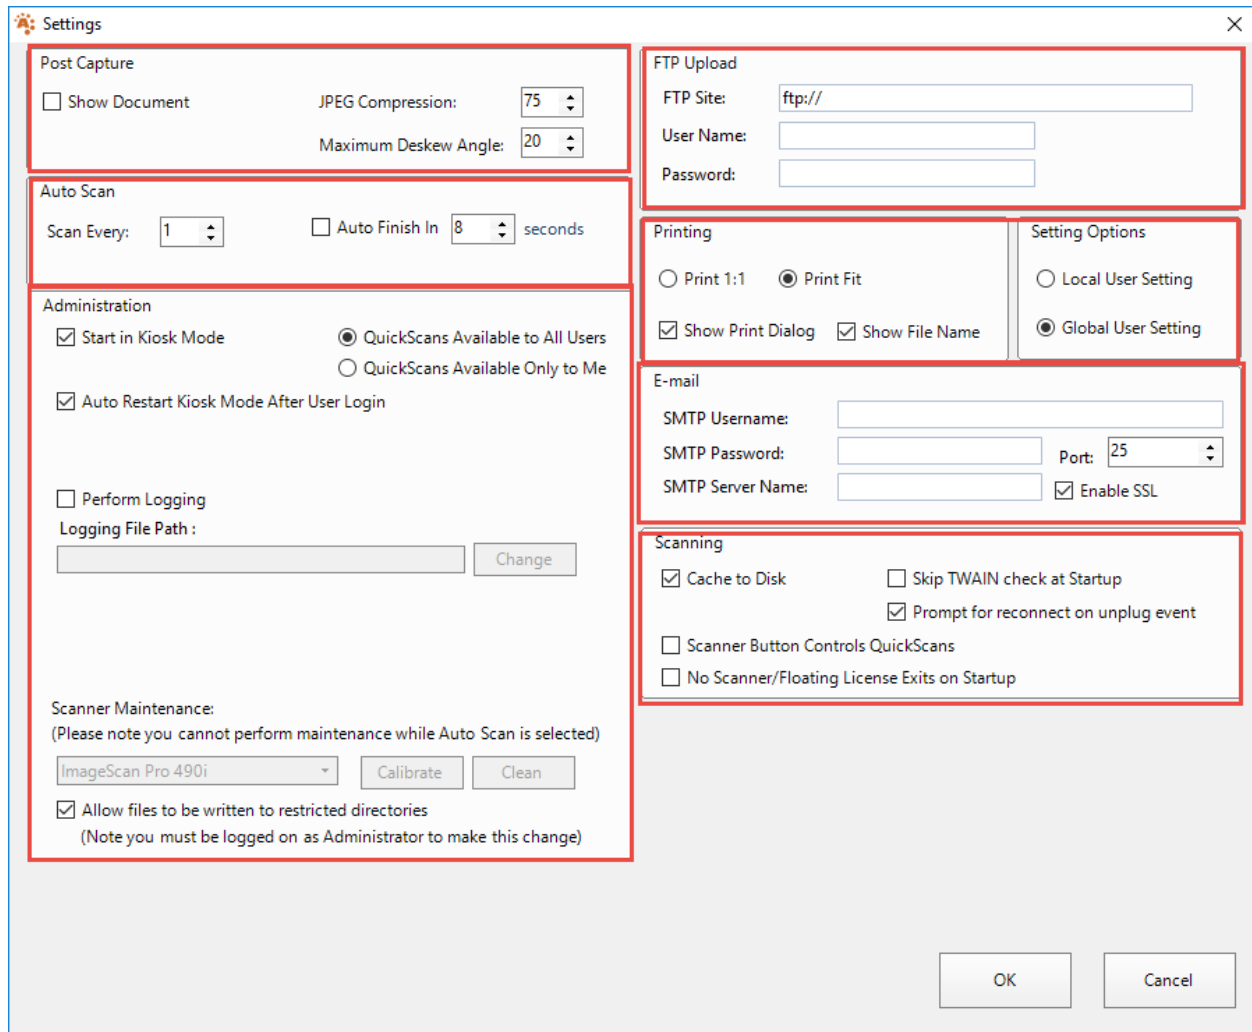 Settings
Post Capture
Show Document
JPEG Compression: 75
Maximum Deskew Angle: 20
Auto Scan
Scan Every: 1
Auto Finish In 8 seconds
Administration
Start in Kiosk Mode
QuickScans Available to All Users
QuickScans Available Only to Me
Auto Restart Kiosk Mode After User Login
Perform Logging
Logging File Path :
Change
Scanner Maintenance:
(Please note you cannot perform maintenance while Auto Scan is selected)
ImageScan Pro 490i
Calibrate
Clean
Allow files to be written to restricted directories
(Note you must be logged on as Administrator to make this change)
FTP Upload
FTP Site: ftp://
User Name:
Password:
Printing
Print 1:1
Print Fit
Show Print Dialog
Show File Name
Setting Options
Local User Setting
Global User Setting
E-mail
SMTP Username:
SMTP Password:
Port: 25
SMTP Server Name:
Enable SSL
Scanning
Cache to Disk
Skip TWAIN check at Startup
Prompt for reconnect on unplug event
Scanner Button Controls QuickScans
No Scanner/Floating License Exits on Startup
OK
Cancel